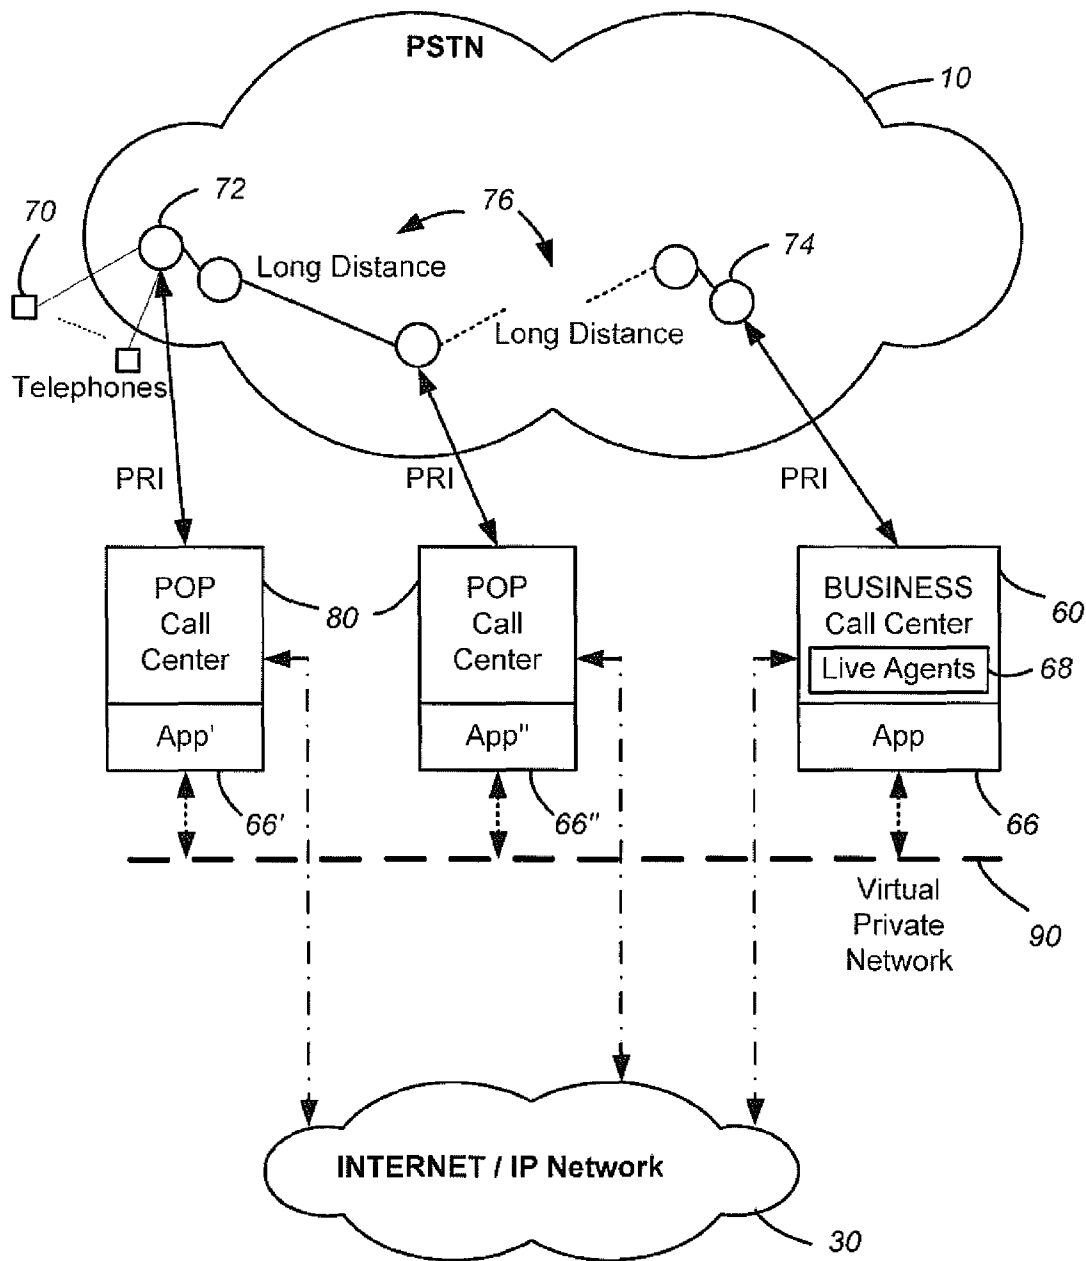 PSTN
10
72
76
70
74
Long Distance
Long Distance
Telephones
PRI
PRI
PRI
POP
Call
Center
80
POP
Call
Center
BUSINESS
Call Center
60
Live Agents
68
App'
App"
App
66'
66"
66
Virtual
Private
Network
90
INTERNET / IP Network
30